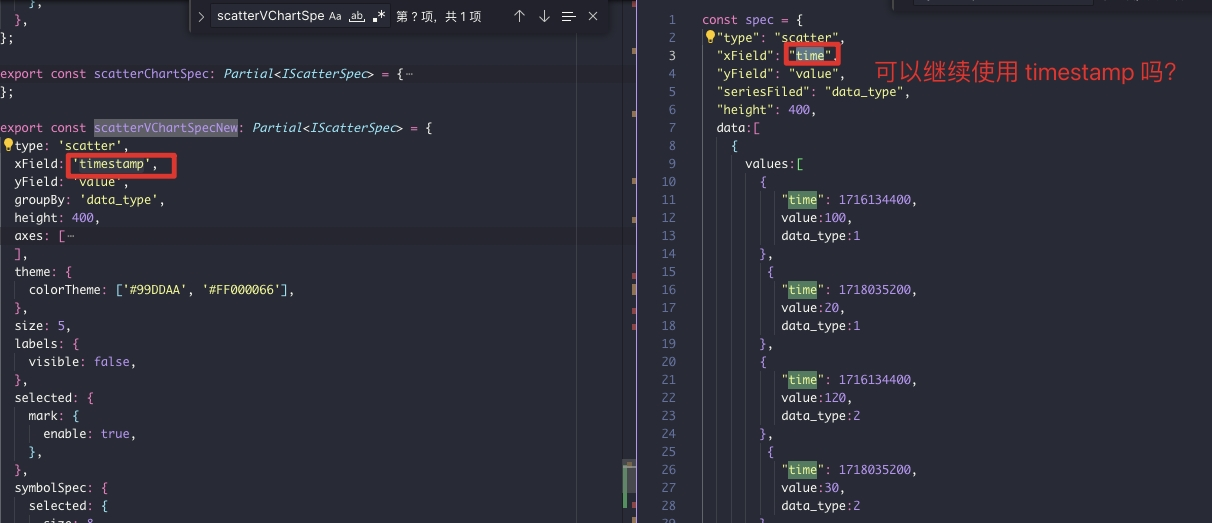 },
},
};
export const scatterChartSpec: Partial<IScatterSpec> = {⋯
};
export const scatterVChartSpecNew: Partial<IScatterSpec> = {
type: 'scatter',
xField: 'timestamp',
yField: 'value',
groupBy: 'data_type',
height: 400,
axes: [⋯
],
theme: {
colorTheme: ['#99DDAA', '#FF000066'],
},
size: 5,
labels: {
visible: false,
},
selected: {
mark: {
enable: true,
},
},
symbolSpec: {
selected: {
size: 8
scatterVChartSpe Aa ab .* 第 ? 项，共 1 项
1 const spec = {
2 "type": "scatter",
3 "xField": "time",
4 "yField": "value",
5 "seriesFiled": "data_type",
6 "height": 400,
7 data:[
8 {
9 values:[
10 {
11 "time": 1716134400,
12 value:100,
13 data_type:1
14 },
15 {
16 "time": 1718035200,
17 value:20,
18 data_type:1
19 },
20 {
21 "time": 1716134400,
22 value:120,
23 data_type:2
24 },
25 {
26 "time": 1718035200,
27 value:30,
28 data_type:2
29 }
可以继续使用 timestamp 吗?